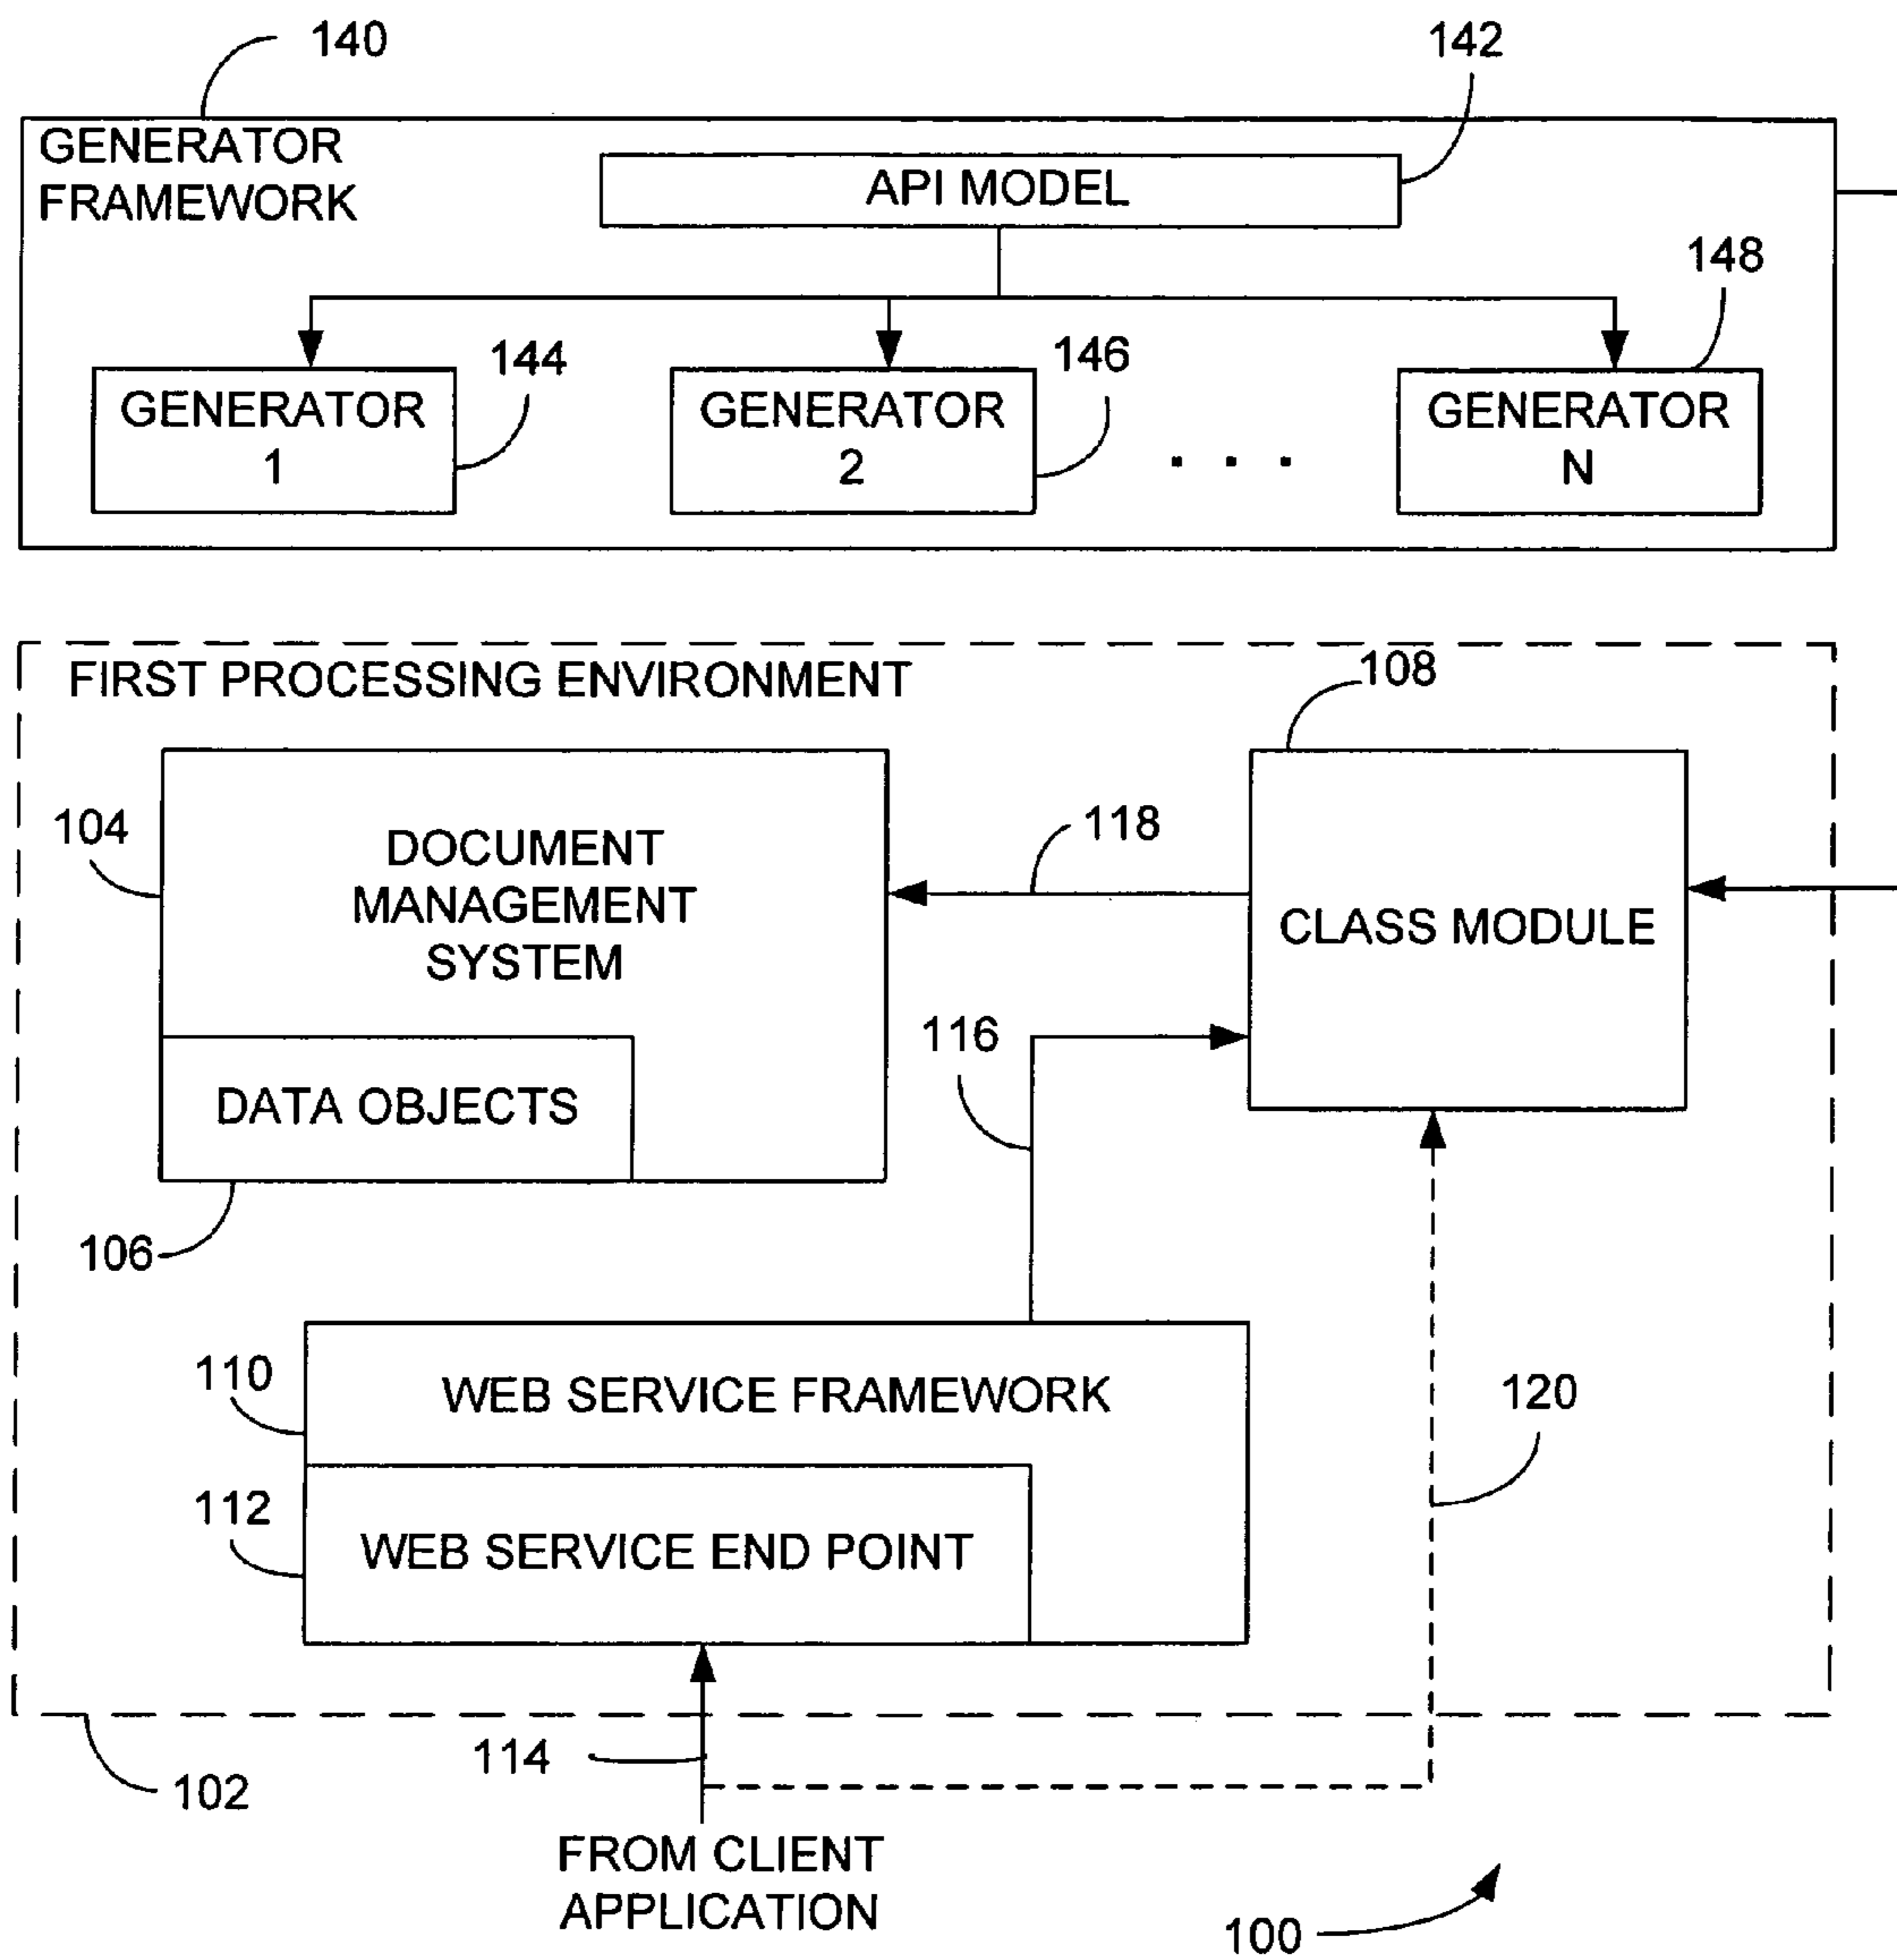 140
142
GENERATOR
FRAMEWORK
API MODEL
148
144
146
GENERATOR
1
GENERATOR
2
. . .
GENERATOR
N
FIRST PROCESSING ENVIRONMENT
108
104
118
DOCUMENT
MANAGEMENT
SYSTEM
CLASS MODULE
116
DATA OBJECTS
106
110
WEB SERVICE FRAMEWORK
120
112
WEB SERVICE END POINT
114
102
FROM CLIENT
APPLICATION
100